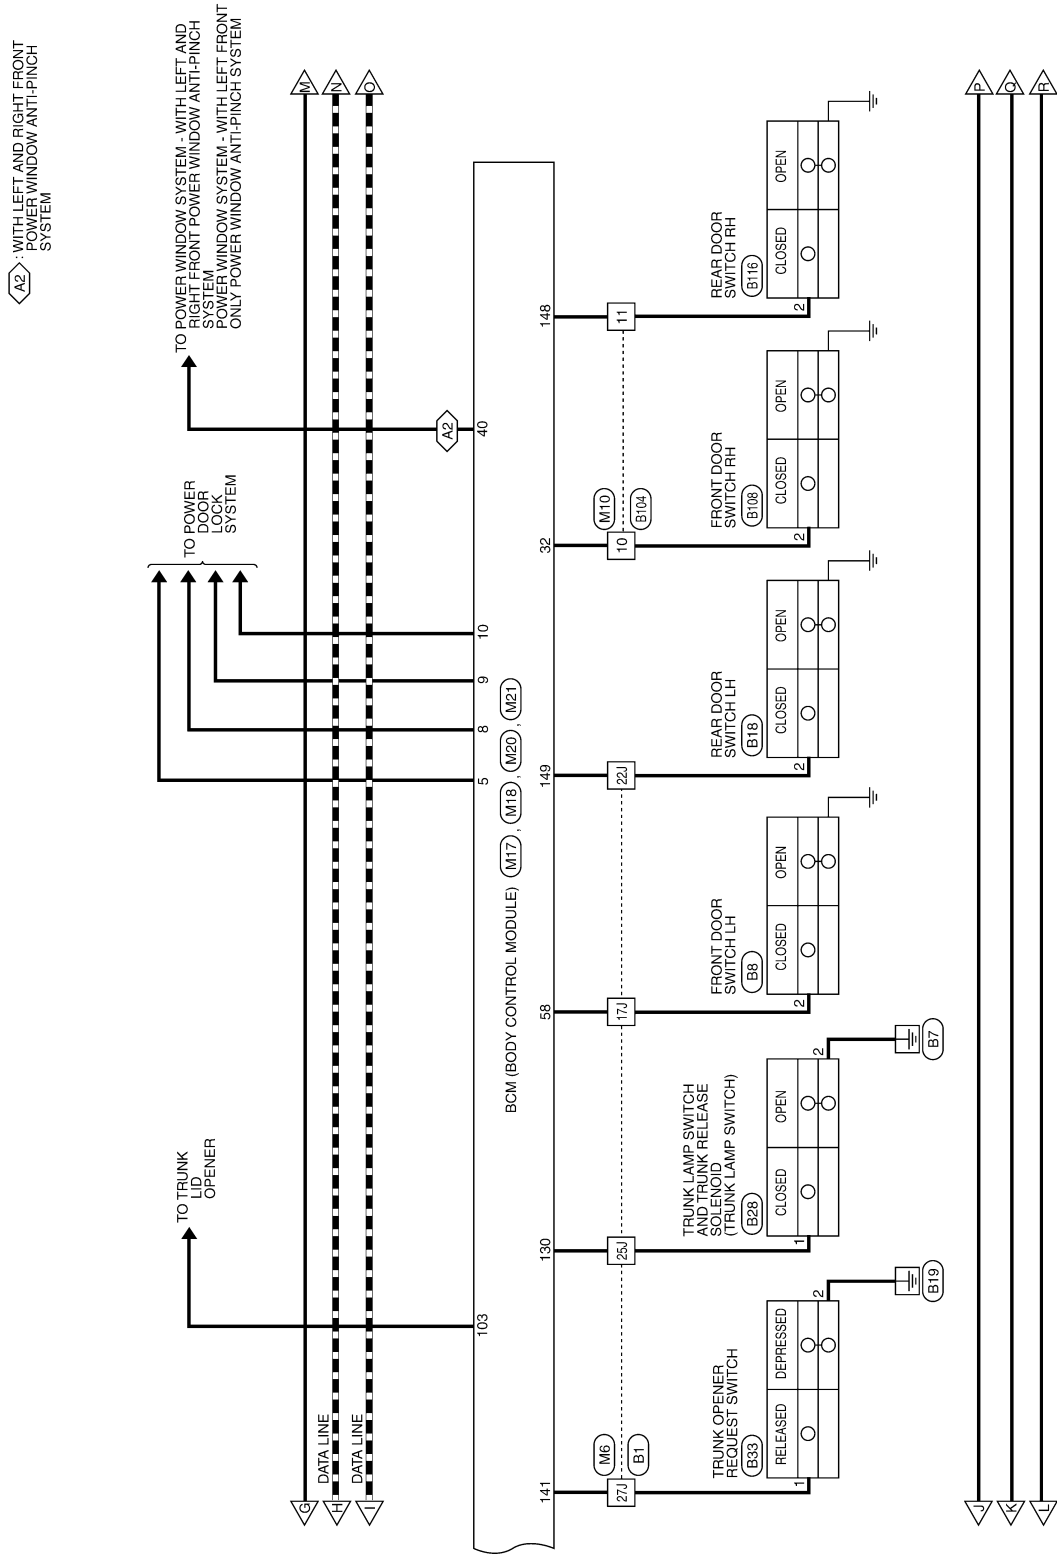 A2 : WITH LEFT AND RIGHT FRONT
POWER WINDOW ANTI-PINCH
SYSTEM
TO TRUNK
LID
OPENER
TO POWER
DOOR
LOCK
SYSTEM
TO POWER WINDOW SYSTEM - WITH LEFT AND
RIGHT FRONT POWER WINDOW ANTI-PINCH
SYSTEM
POWER WINDOW SYSTEM - WITH LEFT FRONT
ONLY POWER WINDOW ANTI-PINCH SYSTEM
G M
H DATA LINE N
I DATA LINE O
A2
103 5 8 9 10 40
BCM (BODY CONTROL MODULE) M17 , M18 , M20 , M21
141 130 58 149 32 148
M6 M10
27J 25J 17J 22J 10 11
B1 B104
TRUNK OPENER
REQUEST SWITCH
B33
1
RELEASED DEPRESSED
2
B19
TRUNK LAMP SWITCH
AND TRUNK RELEASE
SOLENOID
(TRUNK LAMP SWITCH)
B28
1
CLOSED OPEN
2
B7
FRONT DOOR
SWITCH LH
B8
2
CLOSED OPEN
REAR DOOR
SWITCH LH
B18
2
CLOSED OPEN
FRONT DOOR
SWITCH RH
B108
2
CLOSED OPEN
REAR DOOR
SWITCH RH
B116
2
CLOSED OPEN
J P
K Q
L R